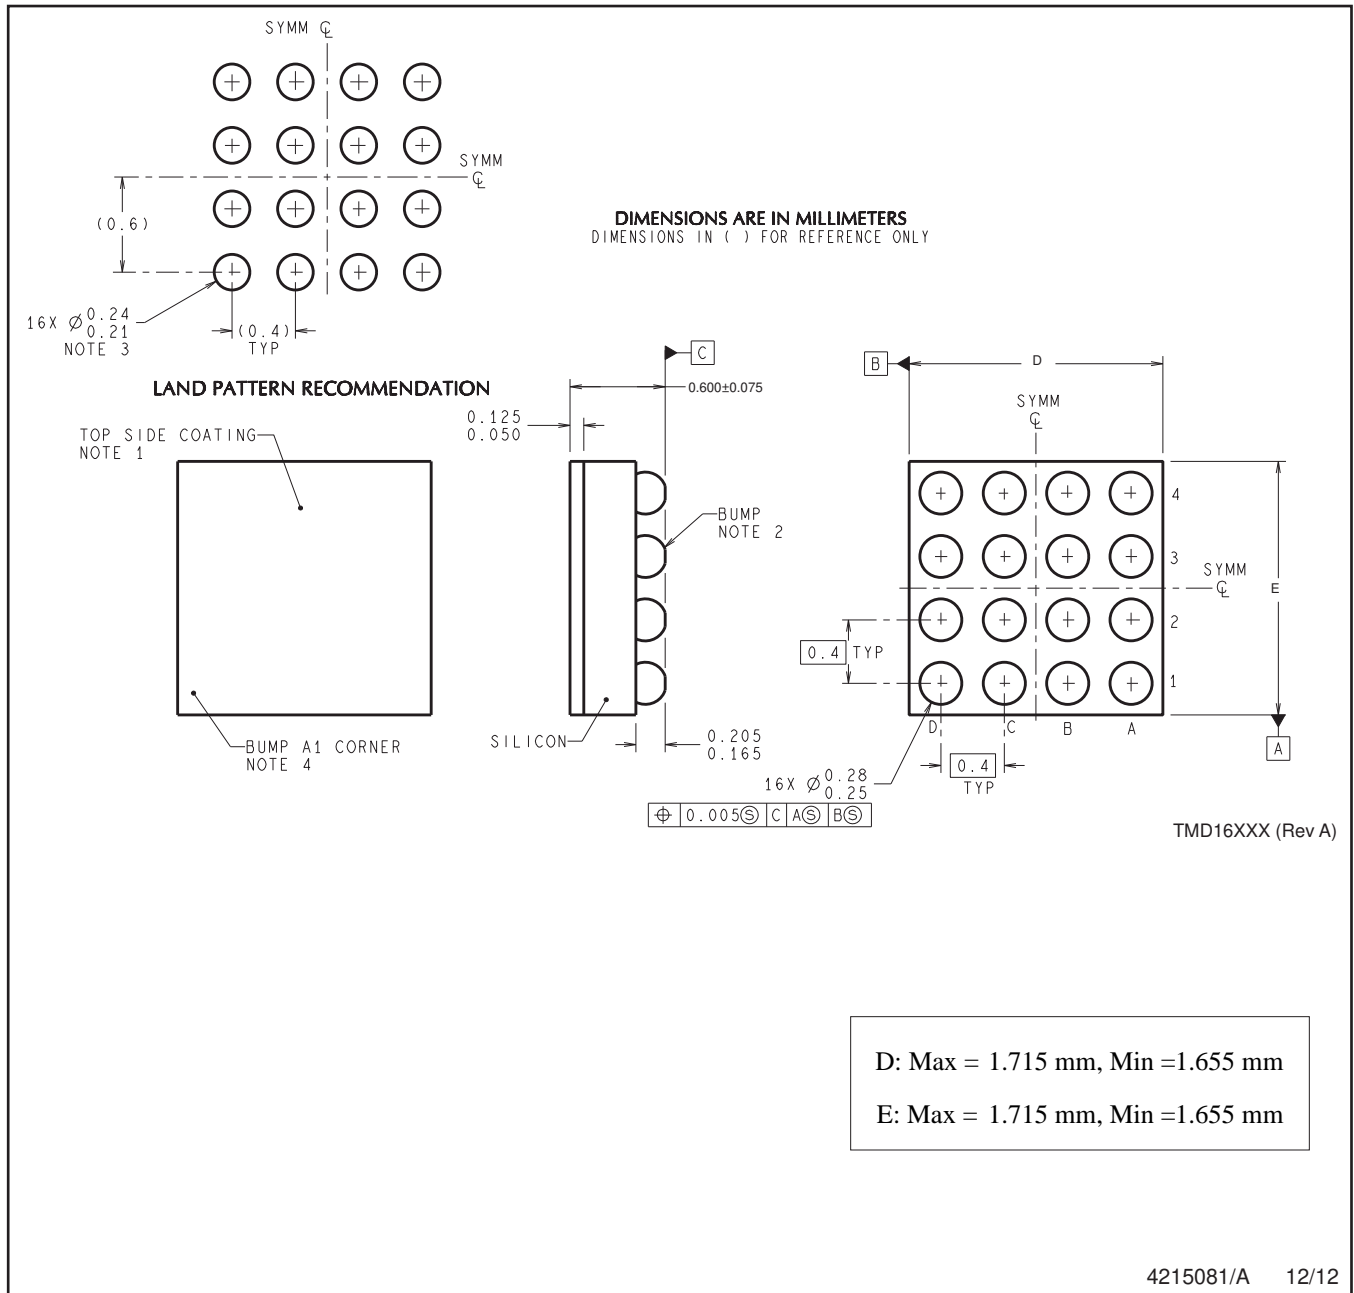 SYMM ℄
SYMM
℄
(0.6)
DIMENSIONS ARE IN MILLIMETERS
DIMENSIONS IN ( ) FOR REFERENCE ONLY
16X Ø0.24
0.21
NOTE 3
(0.4)
TYP
LAND PATTERN RECOMMENDATION
TOP SIDE COATING
NOTE 1
BUMP A1 CORNER
NOTE 4
C
0.600±0.075
0.125
0.050
BUMP
NOTE 2
SILICON
0.205
0.165
B
D
SYMM
℄
4
3
SYMM
℄
E
2
0.4 TYP
1
D C B A
A
0.4
TYP
16X Ø0.28
0.25
⌖ 0.005Ⓢ C AⓈ BⓈ
TMD16XXX (Rev A)
D: Max = 1.715 mm, Min =1.655 mm
E: Max = 1.715 mm, Min =1.655 mm
4215081/A 12/12